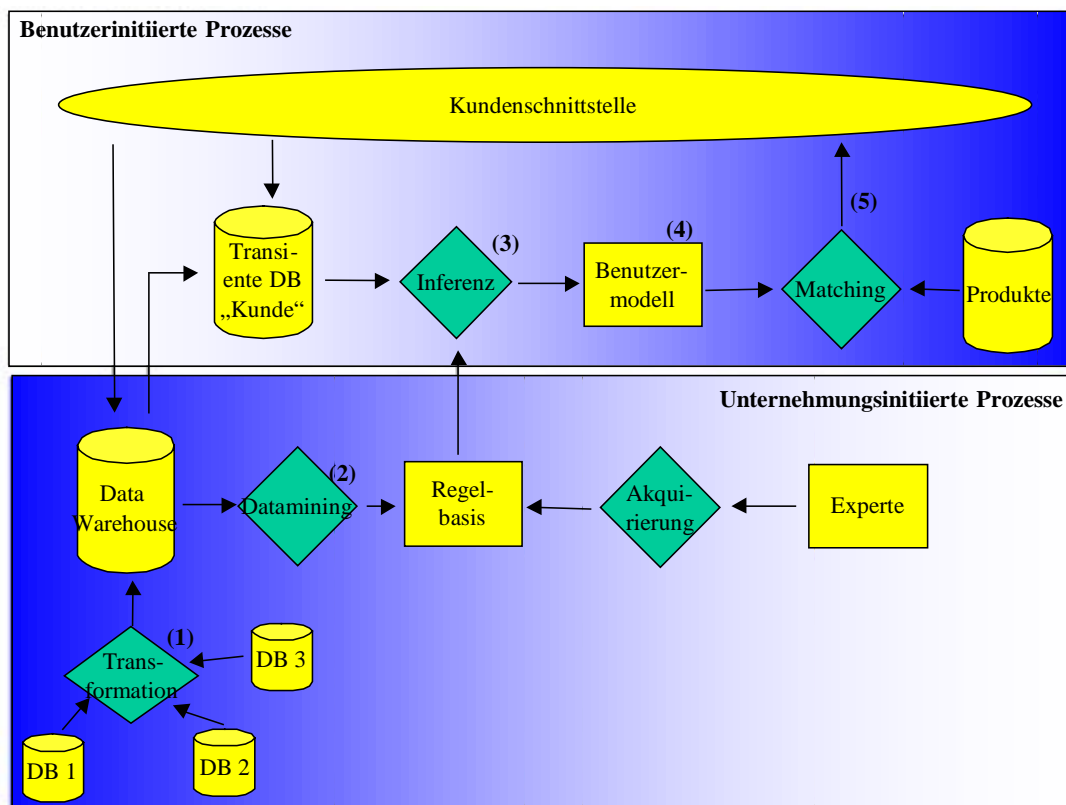 Benutzerinitiierte Prozesse
Kundenschnittstelle
(5)
(3)
(4)
Transi-
ente DB
„Kunde“
Inferenz
Benutzer-
modell
Matching
Produkte
Unternehmungsinitiierte Prozesse
(2)
Data
Warehouse
Datamining
Regel-
basis
Akqui-
rierung
Experte
(1)
Trans-
formation
DB 3
DB 1
DB 2